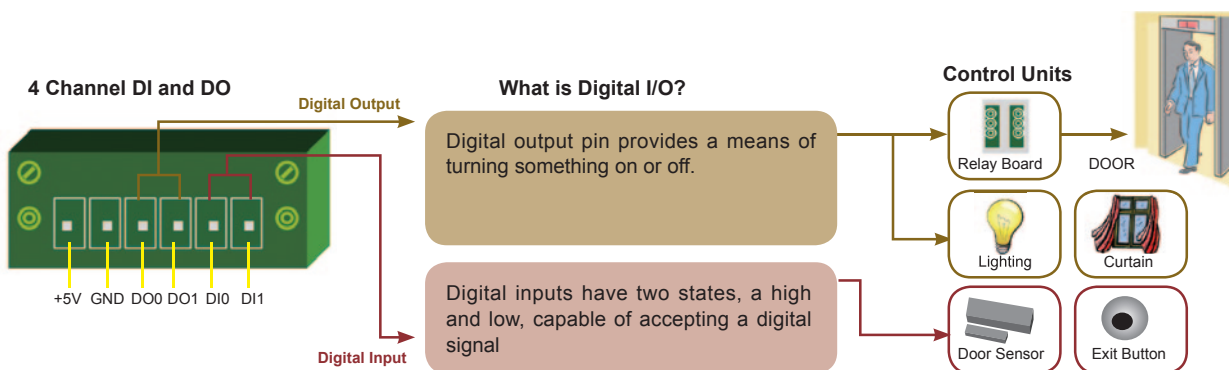 4 Channel DI and DO
What is Digital I/O?
Control Units
Digital Output
Digital output pin provides a means of
turning something on or off.
Relay Board
DOOR
Lighting
Curtain
+5V GND DO0 DO1 DI0 DI1
Digital inputs have two states, a high
and low, capable of accepting a digital
signal
Digital Input
Door Sensor
Exit Button